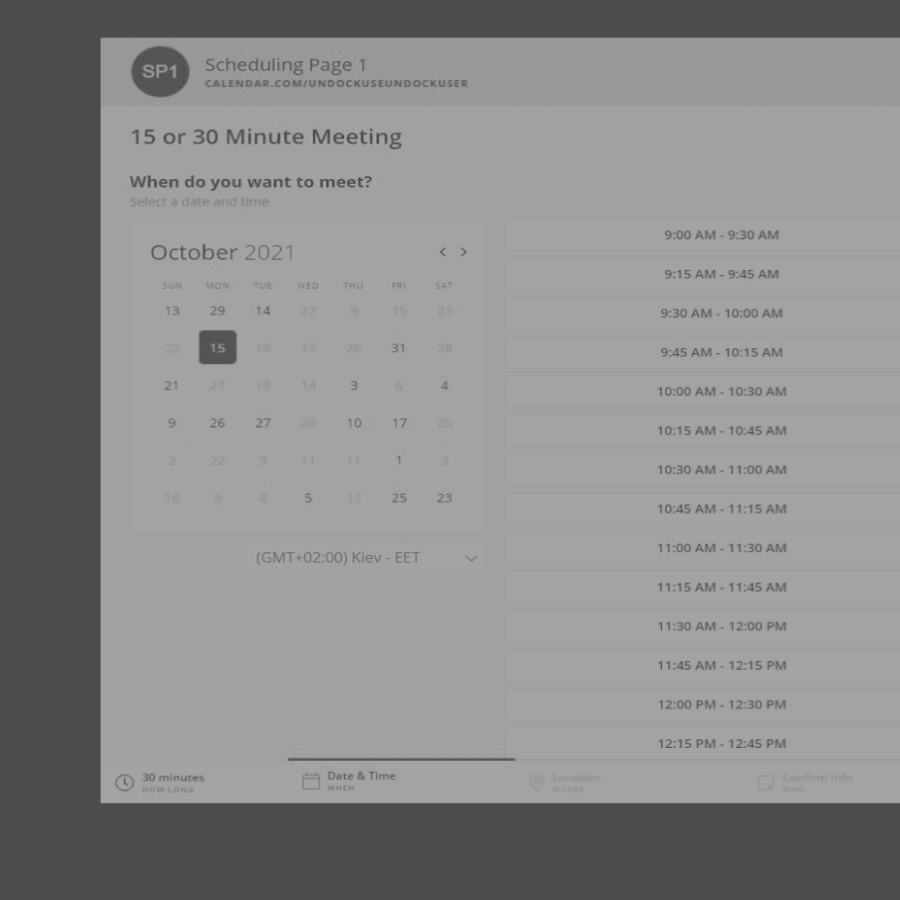 SP1
Scheduling Page 1
CALENDAR.COM/UNDOCKUSEUNDOCKUSER
15 or 30 Minute Meeting
When do you want to meet?
Select a date and time
October 2021 < >
SUN MON TUE WED THU FRI SAT
13 29 14 27 9 15 23
22 15 19 17 26 31 28
21 27 18 14 3 6 4
9 26 27 20 10 17 25
2 22 3 11 11 1 3
18 9 4 5 17 25 23
(GMT+02:00) Kiev - EET
9:00 AM - 9:30 AM
9:15 AM - 9:45 AM
9:30 AM - 10:00 AM
9:45 AM - 10:15 AM
10:00 AM - 10:30 AM
10:15 AM - 10:45 AM
10:30 AM - 11:00 AM
10:45 AM - 11:15 AM
11:00 AM - 11:30 AM
11:15 AM - 11:45 AM
11:30 AM - 12:00 PM
11:45 AM - 12:15 PM
12:00 PM - 12:30 PM
12:15 PM - 12:45 PM
30 minutes
HOW LONG
Date & Time
WHEN
Location
WHERE
Confirm Info
WHO